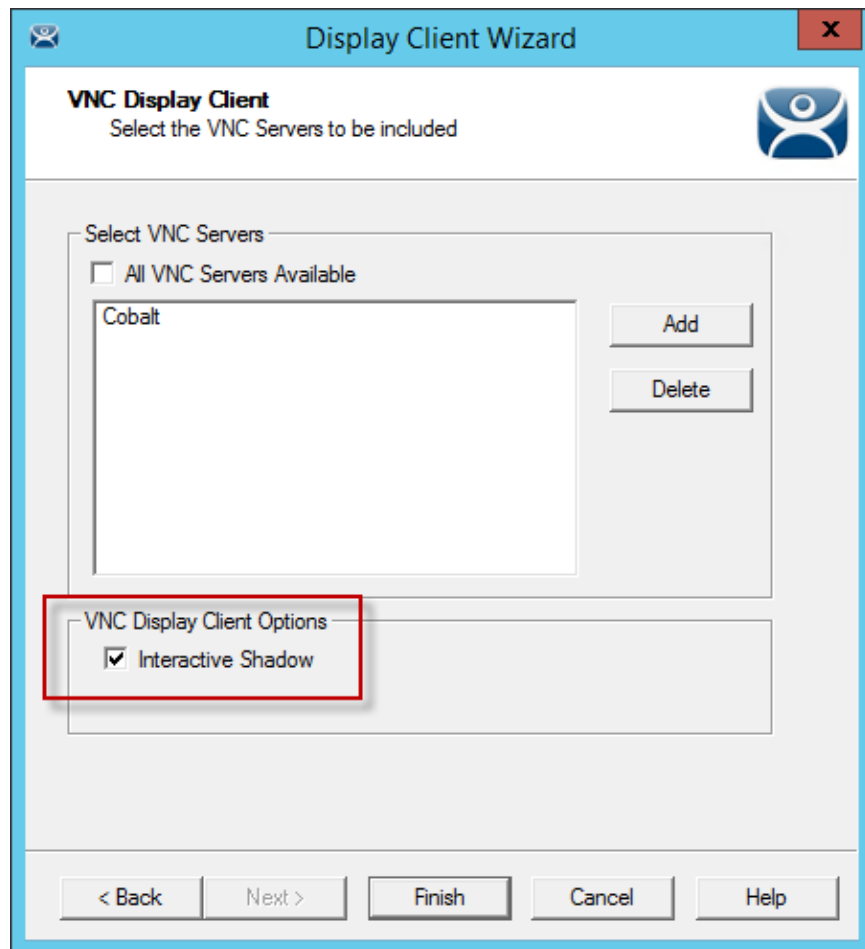 Display Client Wizard
x
VNC Display Client
Select the VNC Servers to be included
Select VNC Servers
All VNC Servers Available
Cobalt
Add
Delete
VNC Display Client Options
Interactive Shadow
< Back
Next >
Finish
Cancel
Help